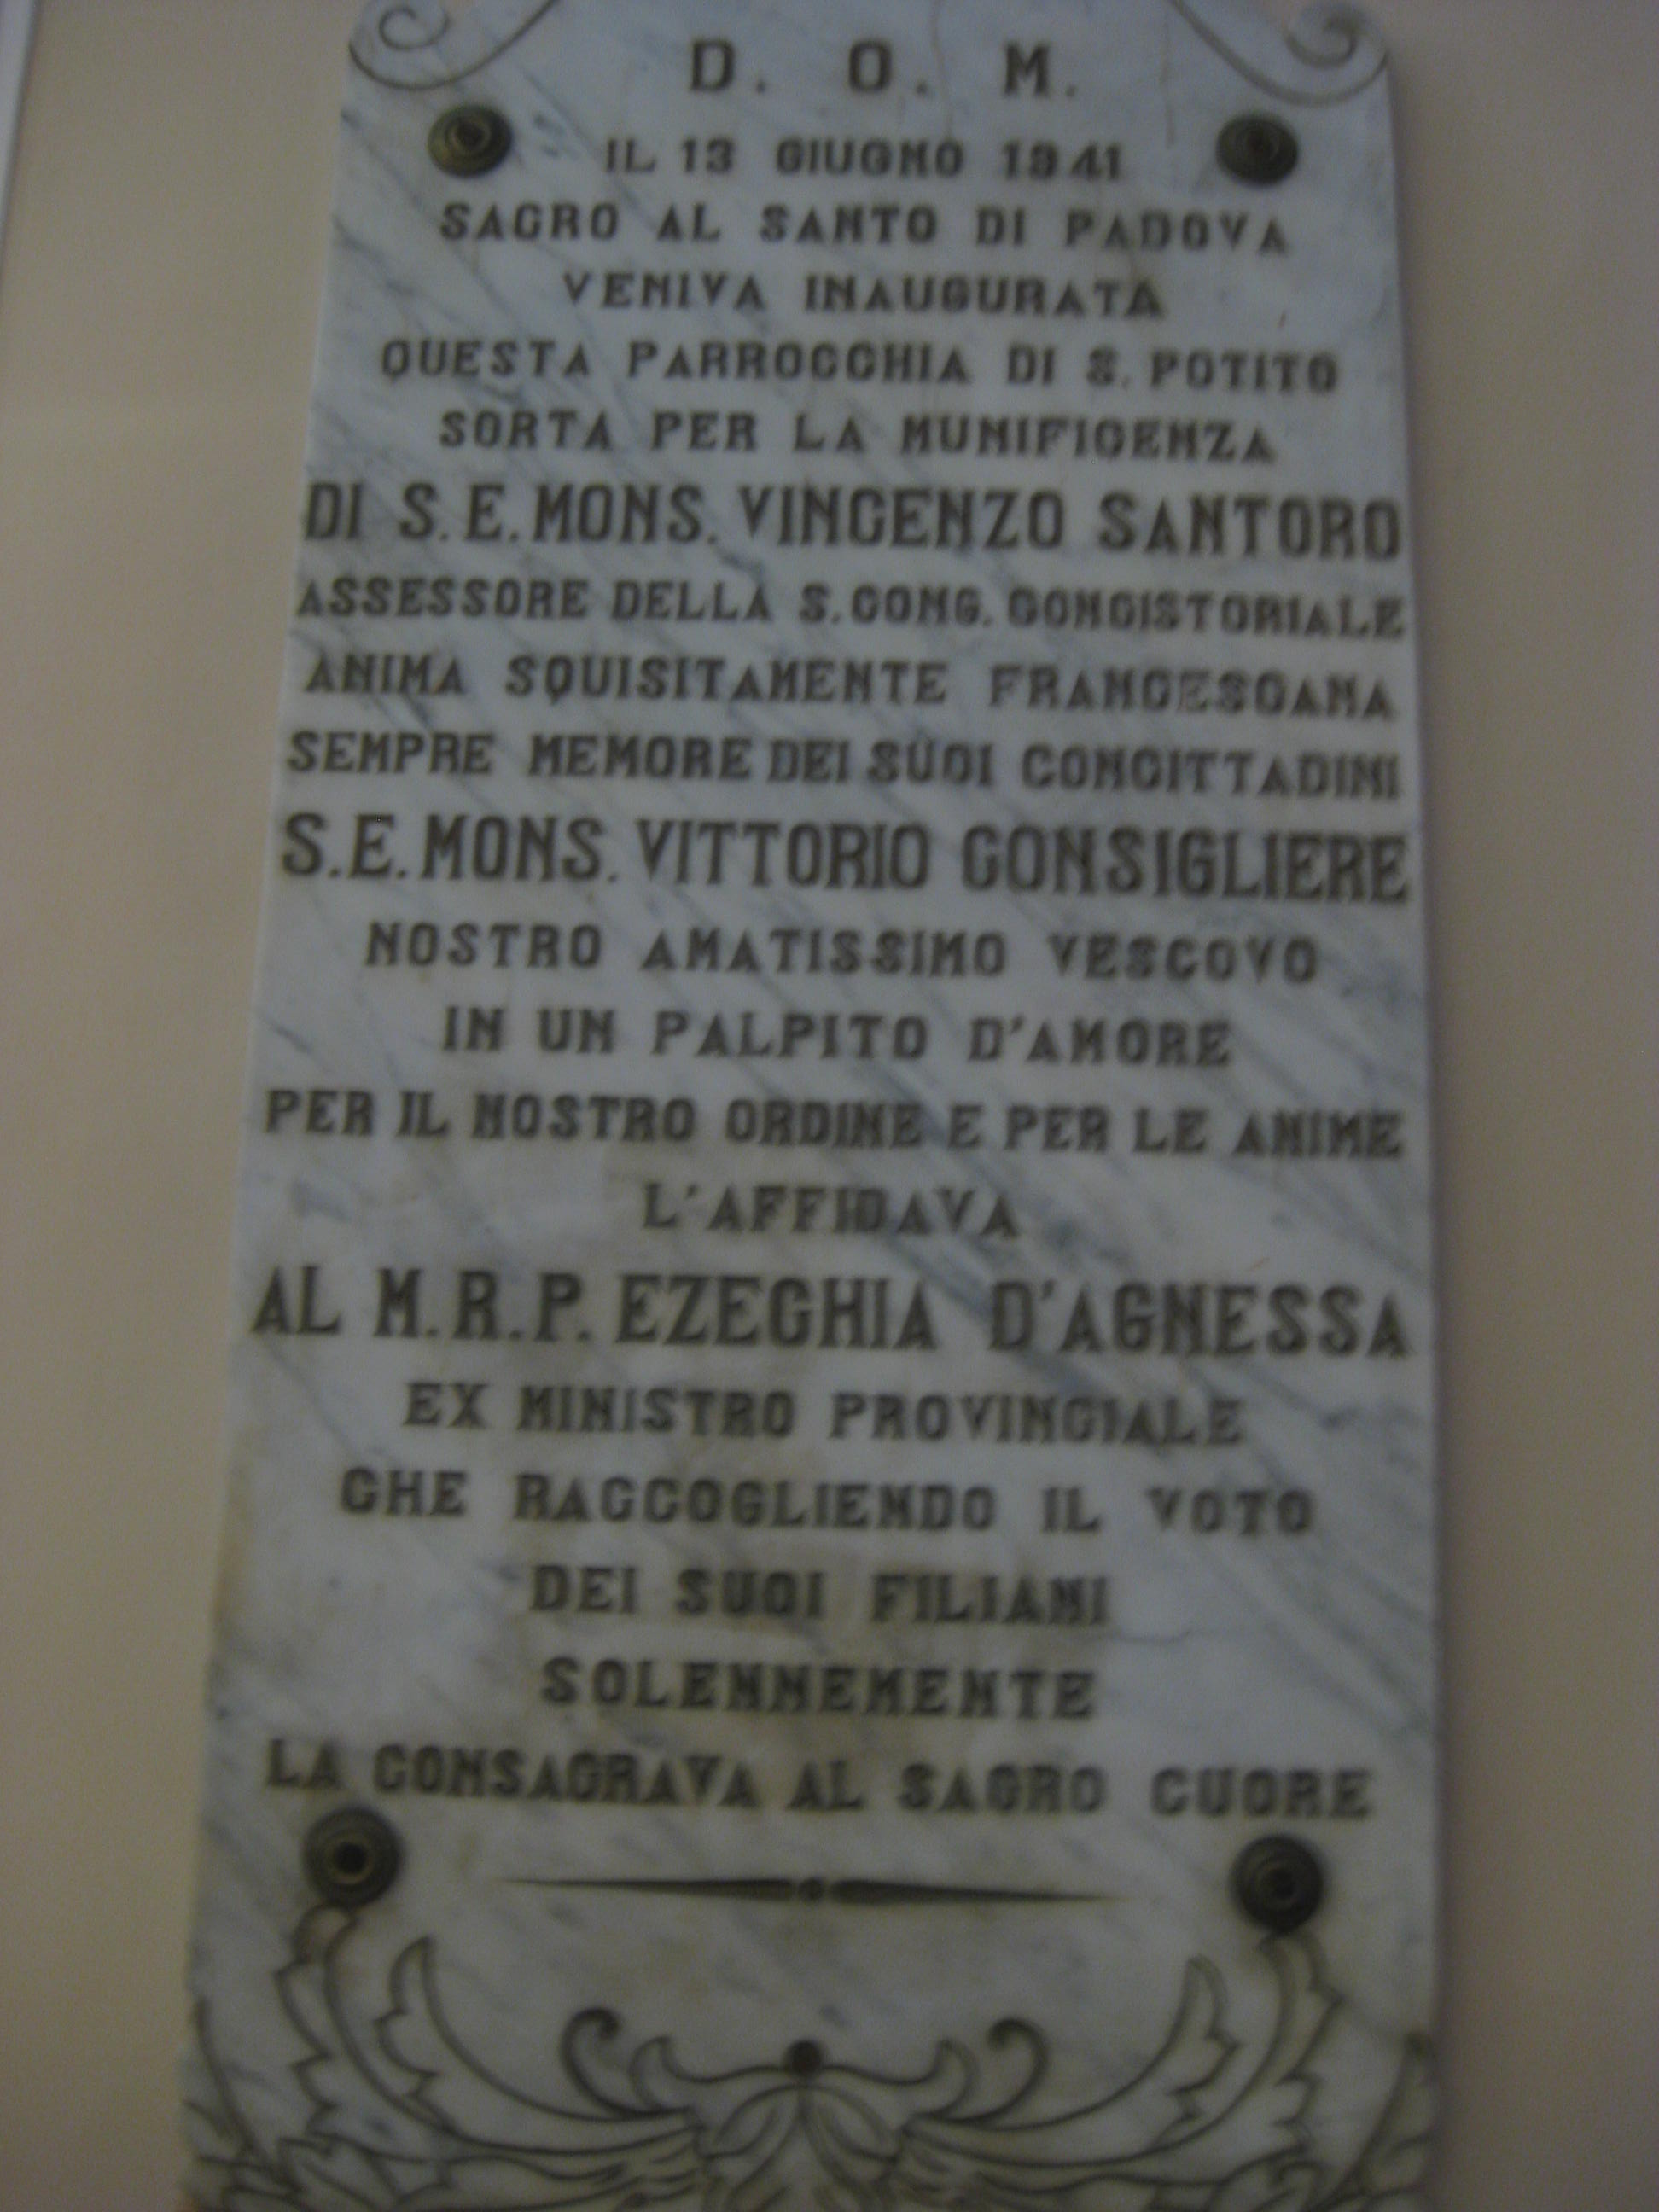 D. O. M.
IL 13 GIUGNO 1941
SACRO AL SANTO DI PADOVA
VENIVA INAUGURATA
QUESTA PARROCCHIA DI S. POTITO
SORTA PER LA MUNIFICENZA
DI S. E. MONS. VINCENZO SANTORO
ASSESSORE DELLA S. CONG. CONCISTORIALE
ANIMA SQUISITAMENTE FRANCESCANA
SEMPRE MEMORE DEI SUOI CONCITTADINI
S. E. MONS. VITTORIO CONSIGLIERE
NOSTRO AMATISSIMO VESCOVO
IN UN PALPITO D'AMORE
PER IL NOSTRO ORDINE E PER LE ANIME
L'AFFIDAVA
AL M. R. P. EZECHIA D'AGNESSA
EX MINISTRO PROVINCIALE
CHE RACCOGLIENDO IL VOTO
DEI SUOI FILIANI
SOLENNEMENTE
LA CONSAGRAVA AL SAGRO CUORE